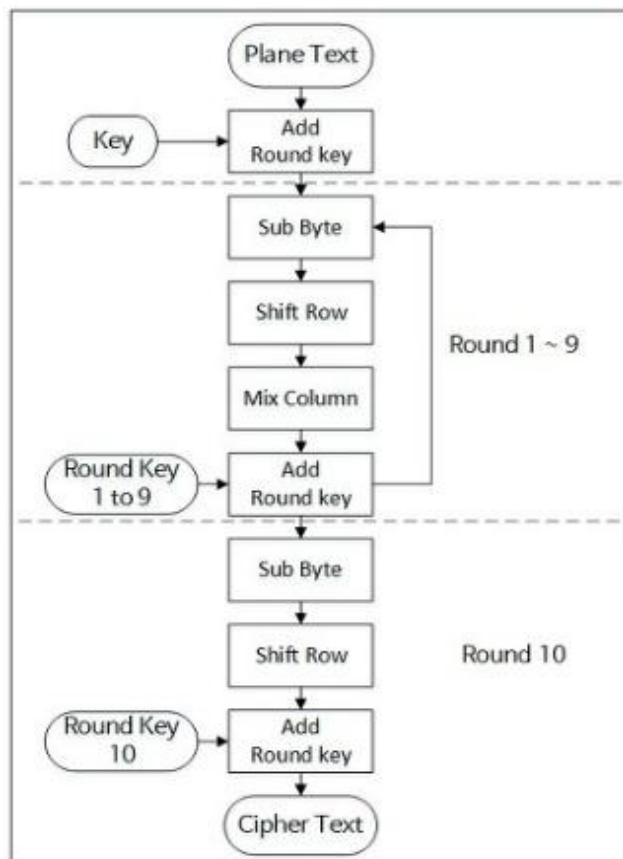 Plane Text
Key
Add
Round key
Sub Byte
Shift Row
Round 1 ~ 9
Mix Column
Round Key
1 to 9
Add
Round key
Sub Byte
Shift Row
Round 10
Round Key
10
Add
Round key
Cipher Text